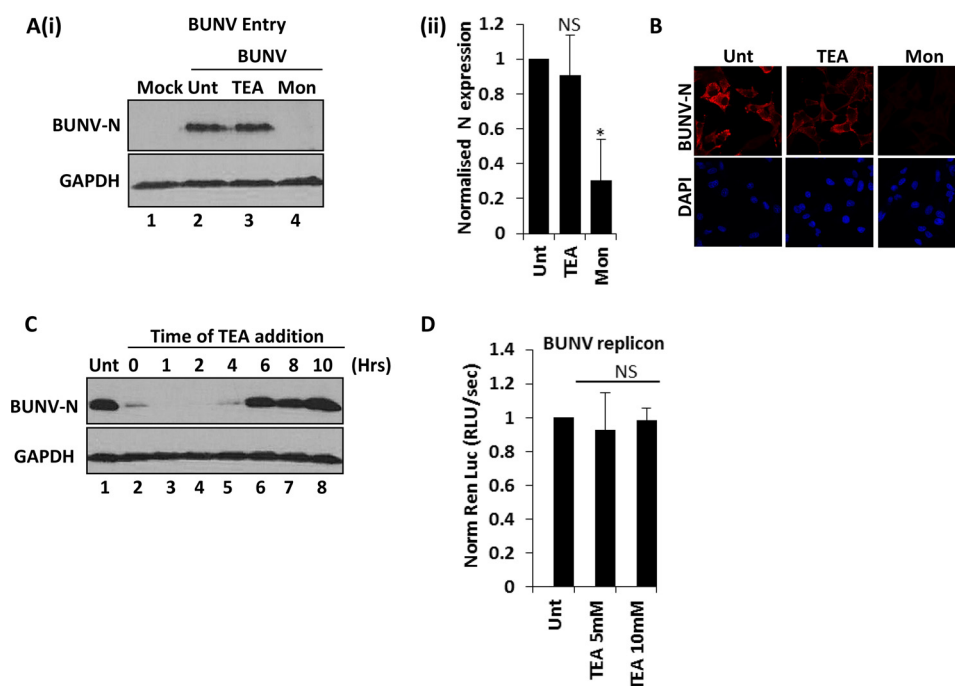 A(i)
BUNV Entry
BUNV
Mock Unt TEA Mon
BUNV-N
GAPDH
1 2 3 4
(ii)
NS
1.2
1
0.8
0.6
0.4
0.2
0
*
Normalised N expression
Unt
TEA
Mon
B
Unt TEA Mon
BUNV-N
DAPI
C
Time of TEA addition
Unt 0 1 2 4 6 8 10 (Hrs)
BUNV-N
GAPDH
1 2 3 4 5 6 7 8
D
BUNV replicon
NS
1.4
1.2
1
0.8
0.6
0.4
0.2
0
Norm Ren Luc (RLU/sec)
Unt
TEA 5mM
TEA 10mM